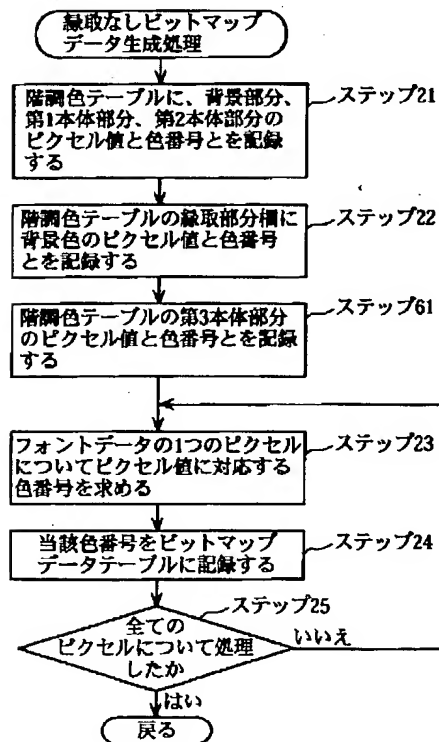 縁取なしビットマップ
データ生成処理
階調色テーブルに、背景部分、
第1本体部分、第2本体部分の
ピクセル値と色番号とを記録
する
ステップ21
階調色テーブルの縁取部分欄に
背景色のピクセル値と色番号
とを記録する
ステップ22
階調色テーブルの第3本体部分
のピクセル値と色番号とを記録
する
ステップ61
フォントデータの1つのピクセル
についてピクセル値に対応する
色番号を求める
ステップ23
当該色番号をビットマップ
データテーブルに記録する
ステップ24
ステップ25
全ての
ピクセルについて処理
したか
いいえ
はい
戻る